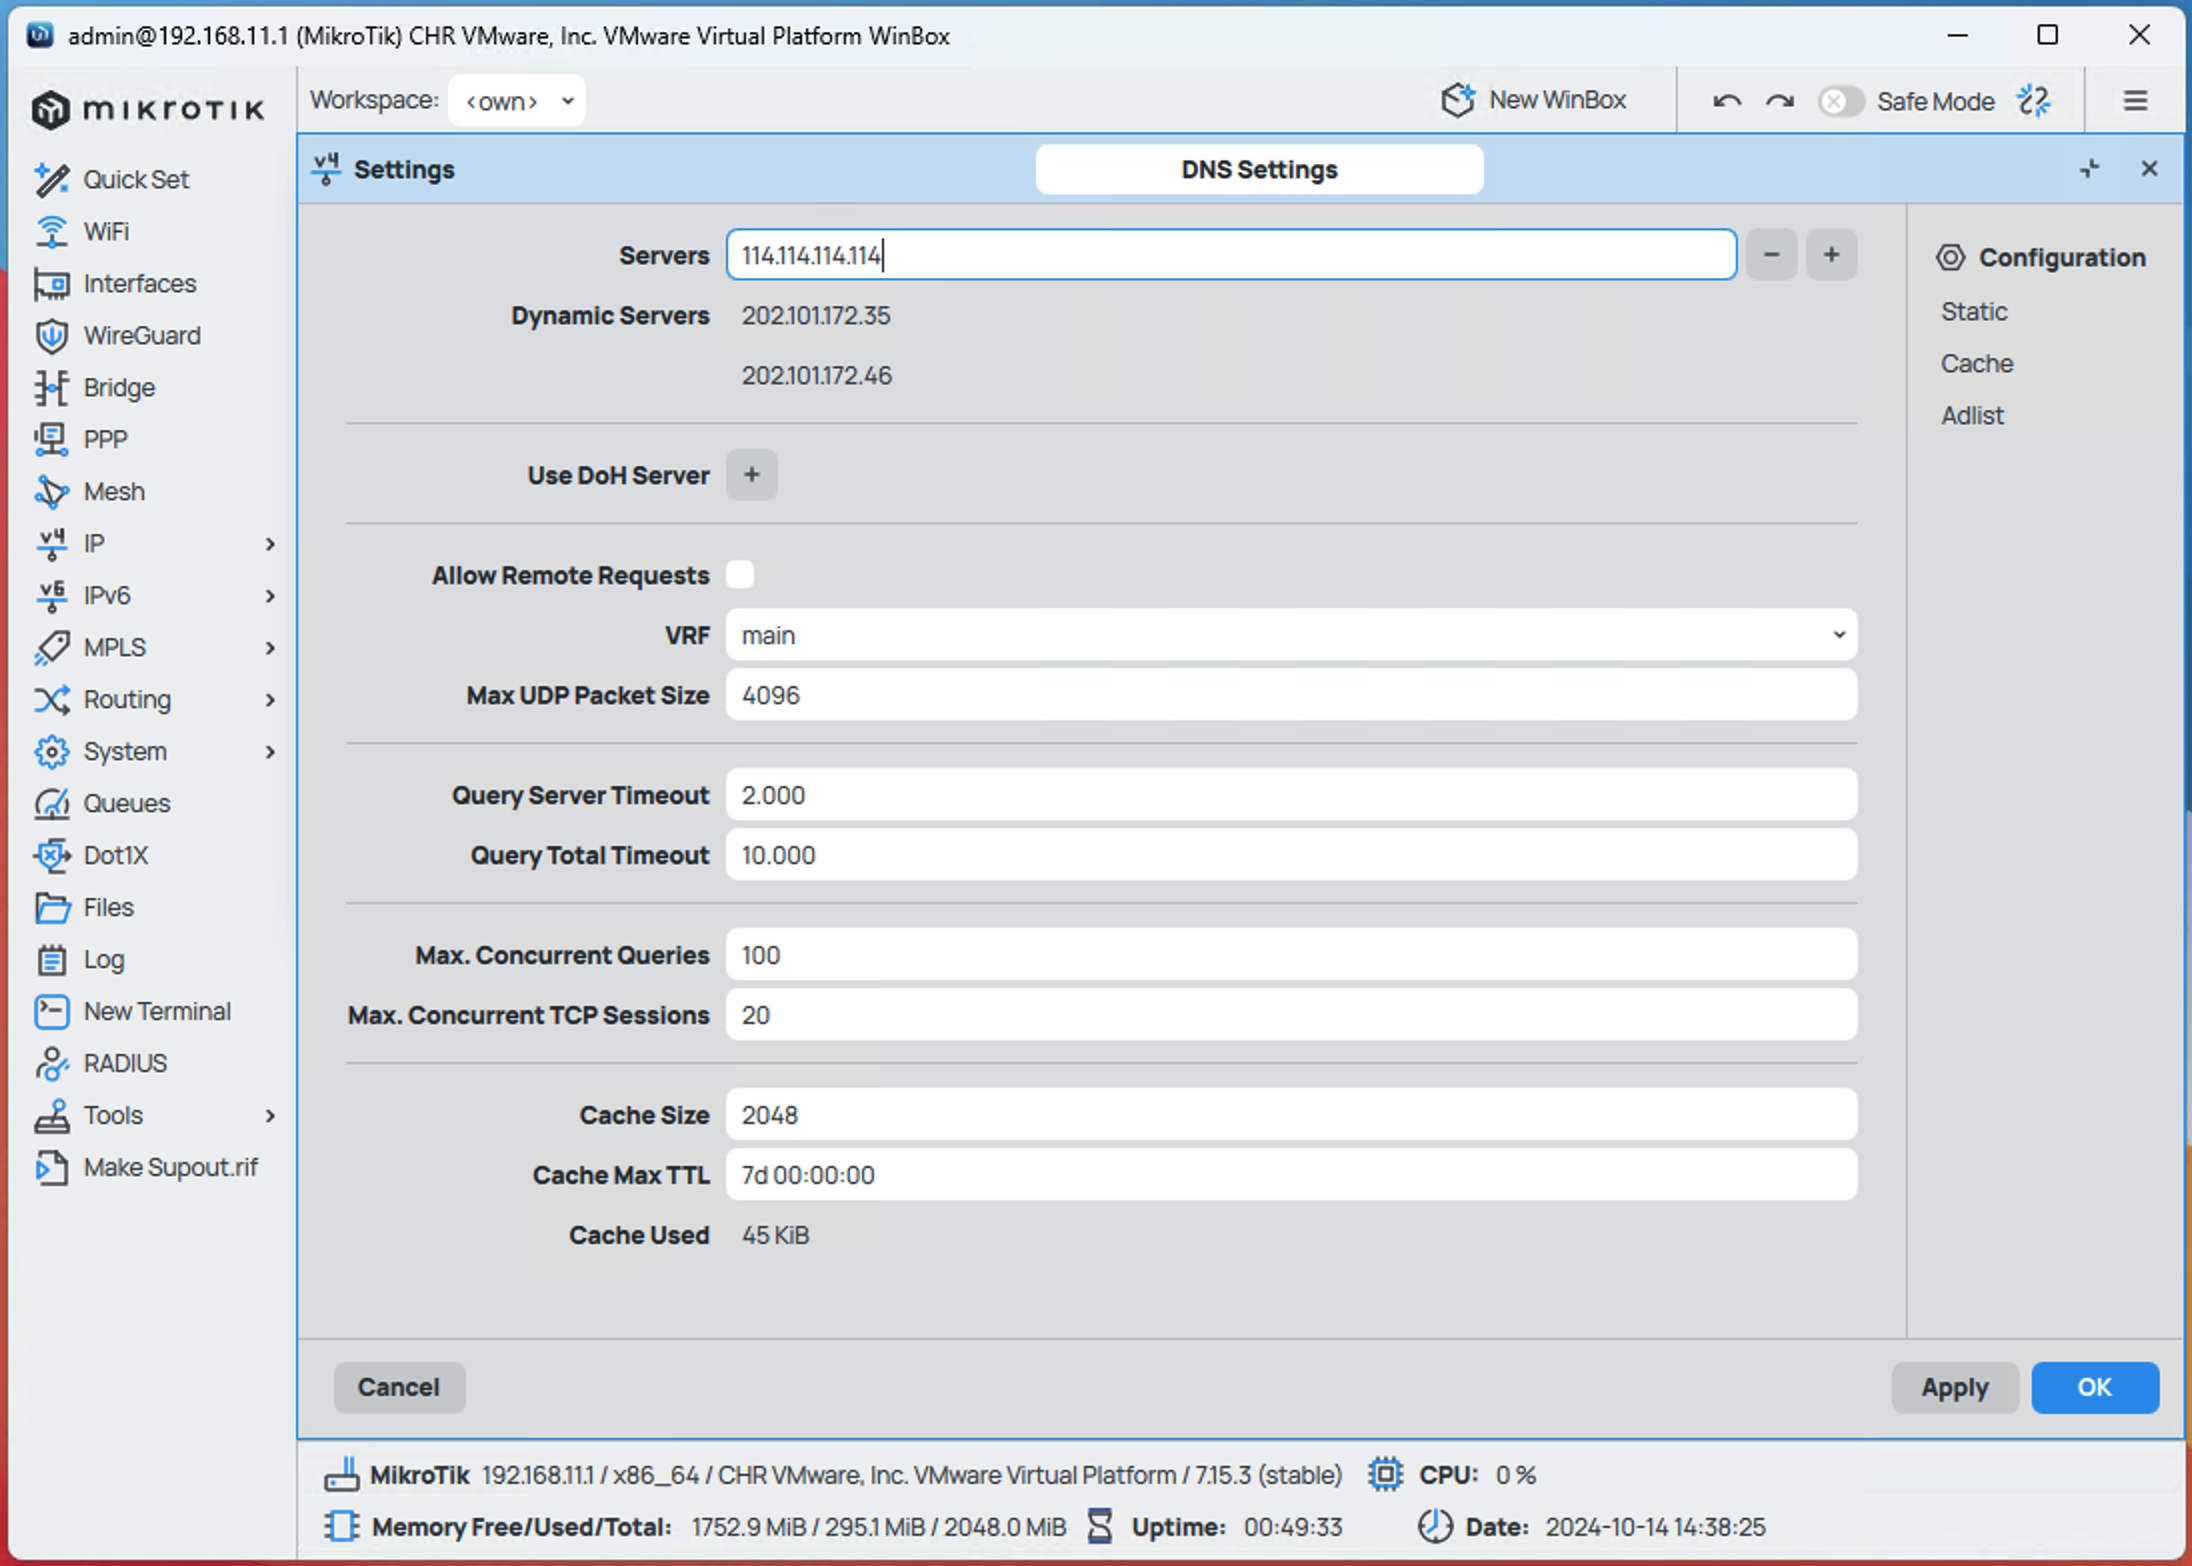 admin@192.168.11.1 (MikroTik) CHR VMware, Inc. VMware Virtual Platform WinBox
mikrotik
Workspace: <own>
New WinBox
Safe Mode
Quick Set
WiFi
Interfaces
WireGuard
Bridge
PPP
Mesh
v4 IP
v6 IPv6
MPLS
Routing
System
Queues
Dot1X
Files
Log
New Terminal
RADIUS
Tools
Make Supout.rif
v4 Settings
DNS Settings
Servers 114.114.114.114 - +
Dynamic Servers 202.101.172.35
202.101.172.46
Use DoH Server +
Allow Remote Requests
VRF main
Max UDP Packet Size 4096
Query Server Timeout 2.000
Query Total Timeout 10.000
Max. Concurrent Queries 100
Max. Concurrent TCP Sessions 20
Cache Size 2048
Cache Max TTL 7d 00:00:00
Cache Used 45 KiB
Configuration
Static
Cache
Adlist
Cancel
Apply
OK
MikroTik 192.168.11.1 / x86_64 / CHR VMware, Inc. VMware Virtual Platform / 7.15.3 (stable) CPU: 0 %
Memory Free/Used/Total: 1752.9 MiB / 295.1 MiB / 2048.0 MiB Uptime: 00:49:33 Date: 2024-10-14 14:38:25